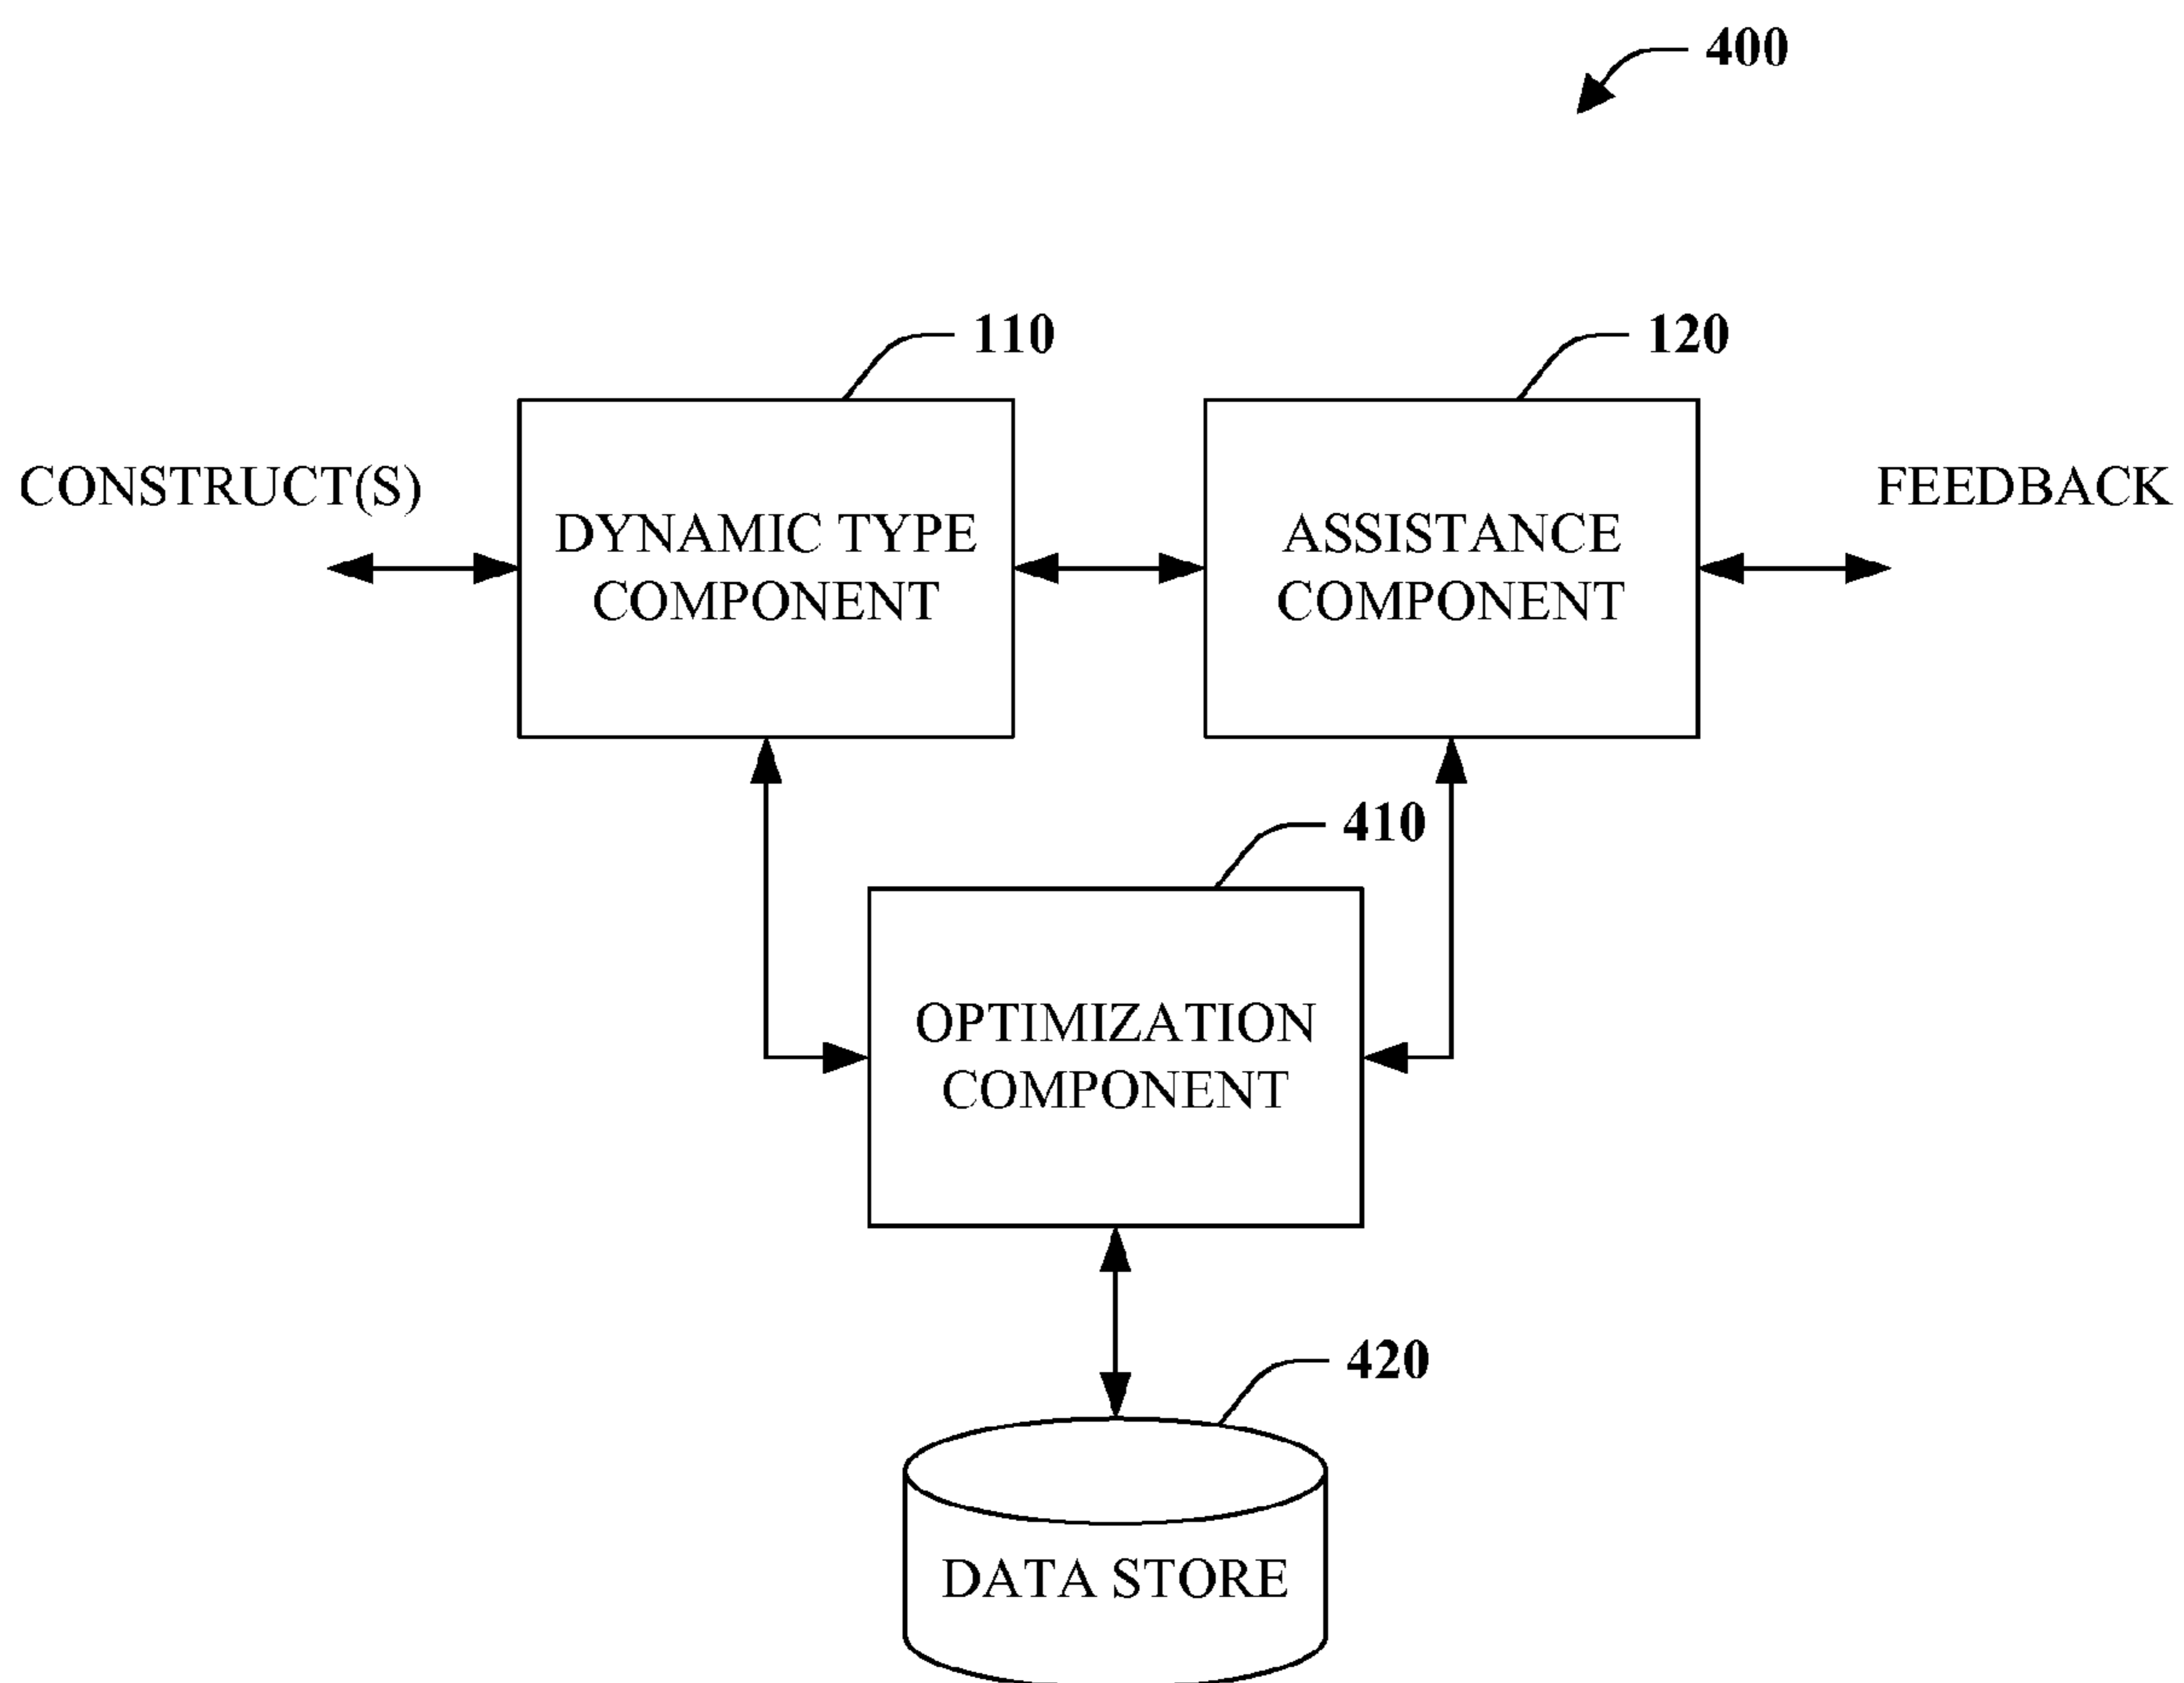 400
110
120
CONSTRUCT(S)
FEEDBACK
DYNAMIC TYPE
COMPONENT
ASSISTANCE
COMPONENT
410
OPTIMIZATION
COMPONENT
420
DATA STORE